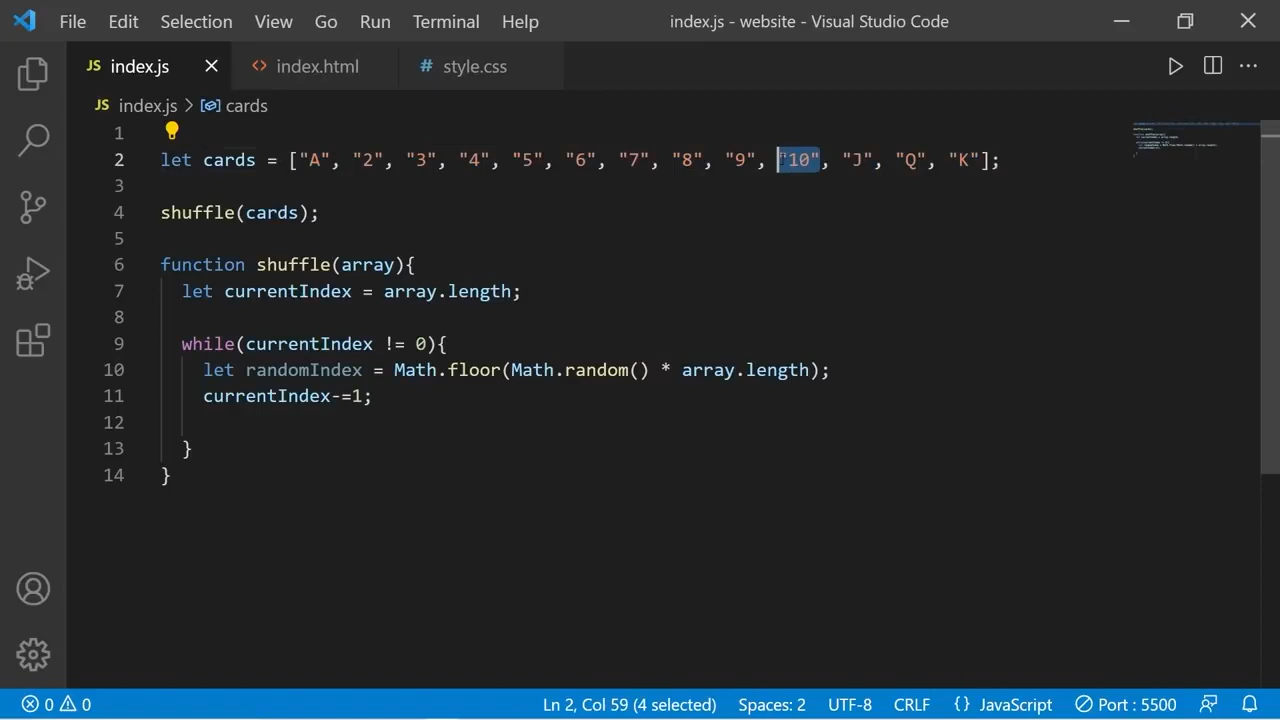 File Edit Selection View Go Run Terminal Help index.js - website - Visual Studio Code
JS index.js <> index.html # style.css
JS index.js > cards
1
2 let cards = ["A", "2", "3", "4", "5", "6", "7", "8", "9", "10", "J", "Q", "K"];
3
4 shuffle(cards);
5
6 function shuffle(array){
7 let currentIndex = array.length;
8
9 while(currentIndex != 0){
10 let randomIndex = Math.floor(Math.random() * array.length);
11 currentIndex-=1;
12
13 }
14 }
0 0 Ln 2, Col 59 (4 selected) Spaces: 2 UTF-8 CRLF {} JavaScript Port : 5500